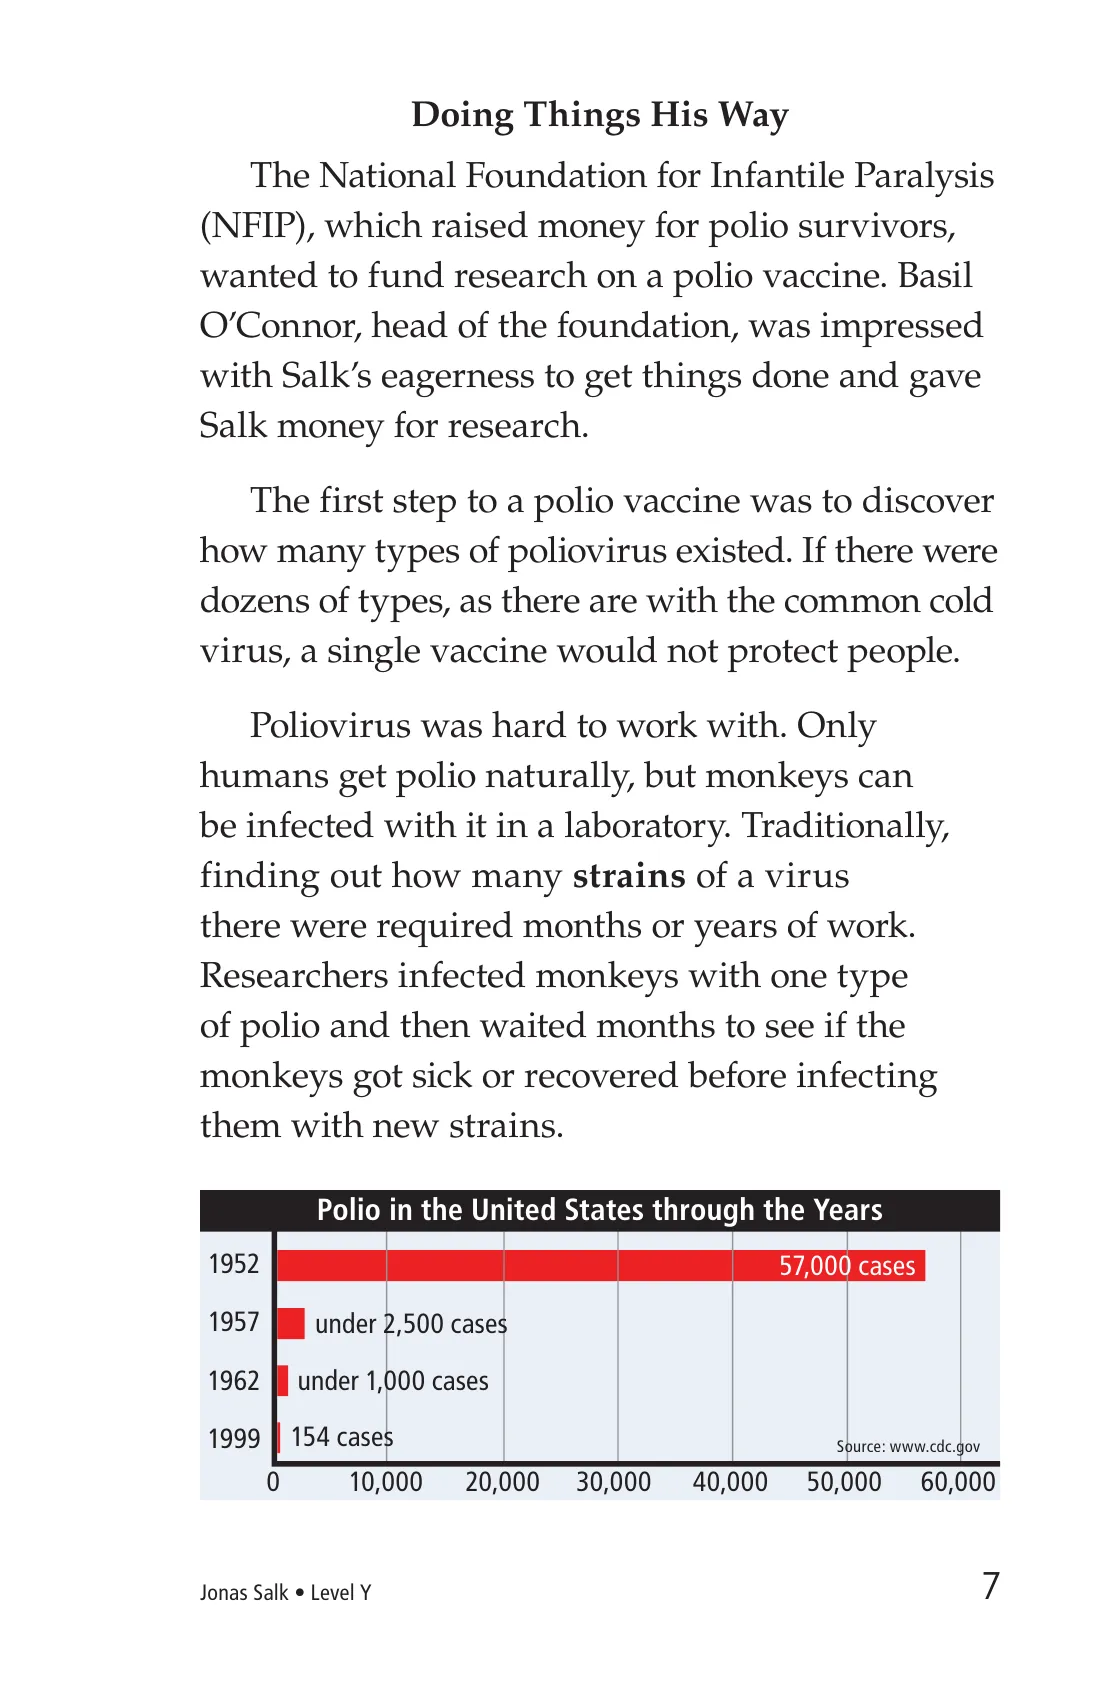 Doing Things His Way
The National Foundation for Infantile Paralysis
(NFIP), which raised money for polio survivors,
wanted to fund research on a polio vaccine. Basil
O’Connor, head of the foundation, was impressed
with Salk’s eagerness to get things done and gave
Salk money for research.
The first step to a polio vaccine was to discover
how many types of poliovirus existed. If there were
dozens of types, as there are with the common cold
virus, a single vaccine would not protect people.
Poliovirus was hard to work with. Only
humans get polio naturally, but monkeys can
be infected with it in a laboratory. Traditionally,
finding out how many strains of a virus
there were required months or years of work.
Researchers infected monkeys with one type
of polio and then waited months to see if the
monkeys got sick or recovered before infecting
them with new strains.
Polio in the United States through the Years
1952 57,000 cases
1957 under 2,500 cases
1962 under 1,000 cases
1999 154 cases
Source: www.cdc.gov
0 10,000 20,000 30,000 40,000 50,000 60,000
Jonas Salk • Level Y 7